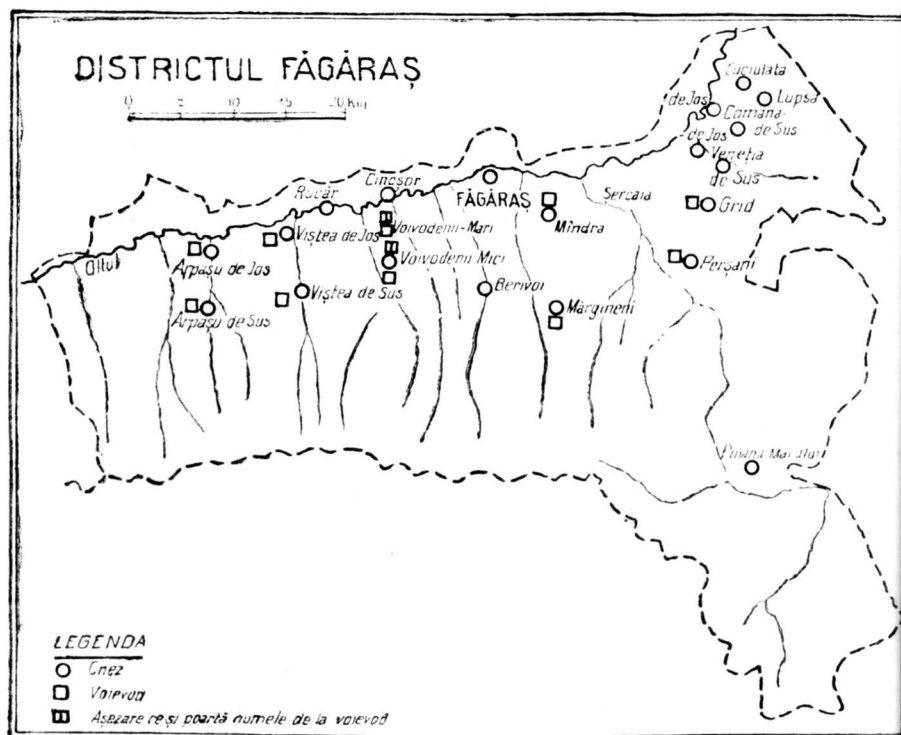 DISTRICTUL FĂGĂRAȘ
0 5 10 15 20 Km
Cuciulata
Lupșa
de Jos
Comana
de Sus
de Jos
Veneția
de Sus
Grid
Șercaia
Perșani
Cincșor
Rucăr
FĂGĂRAȘ
Mîndra
Voivodenii-Mari
Viștea de Jos
Voivodenii Mici
Oltul
Arpașu de Jos
Viștea de Sus
Berivoi
Arpașu de Sus
Mărgineni
Poiana Mărului
LEGENDA
Cnez
Voievod
Așezare ce-și poartă numele de la voievod